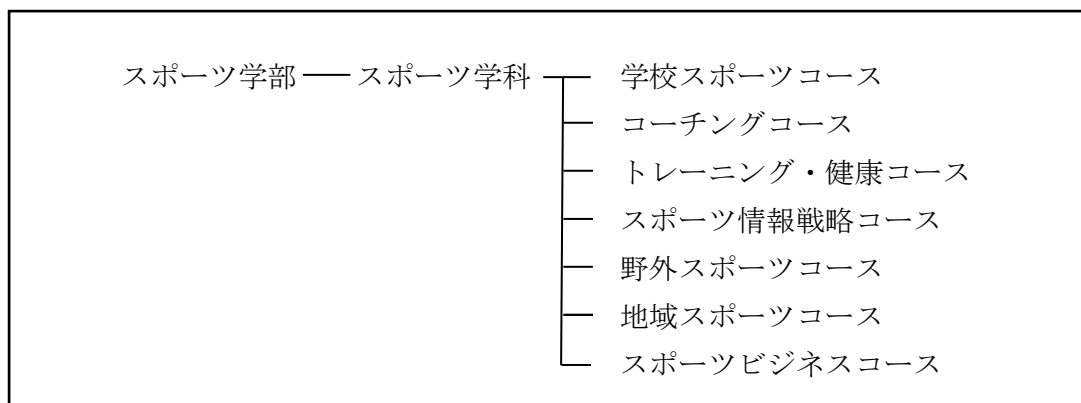 スポーツ学部 スポーツ学科 学校スポーツコース
コーチングコース
トレーニング・健康コース
スポーツ情報戦略コース
野外スポーツコース
地域スポーツコース
スポーツビジネスコース